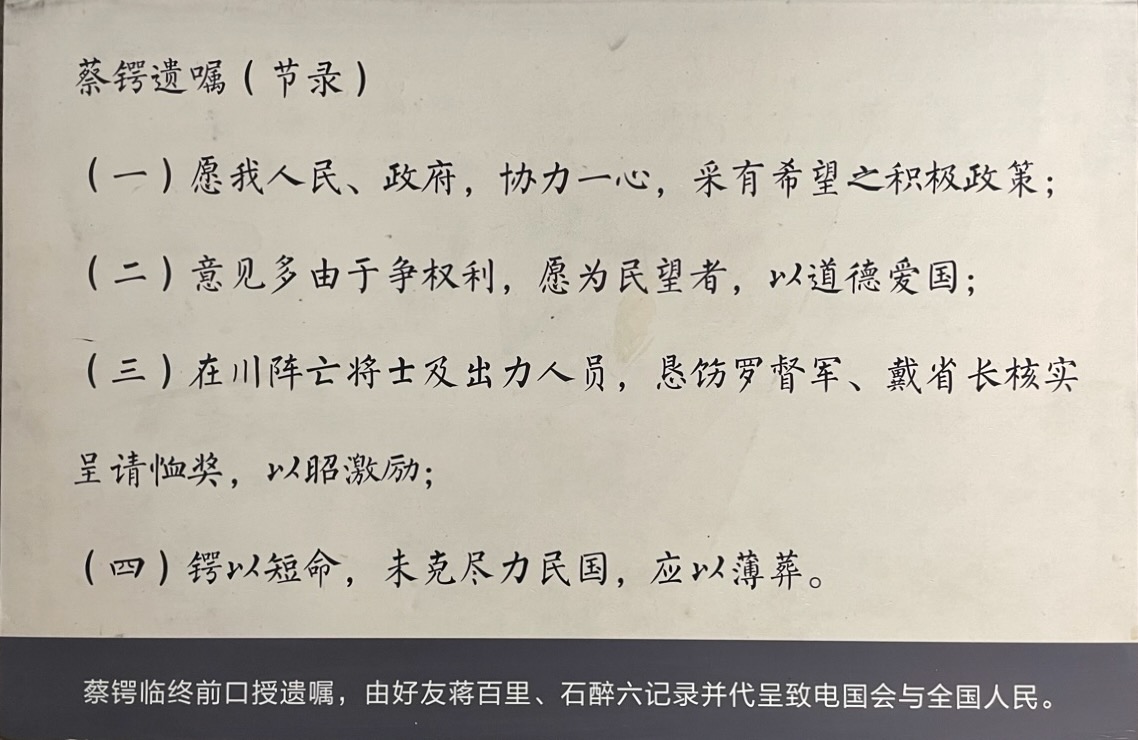 蔡锷遗嘱（节录）
（一）愿我人民、政府，协力一心，采有希望之积极政策；
（二）意见多由于争权利，愿为民望者，以道德爱国；
（三）在川阵亡将士及出力人员，恳饬罗督军、戴省长核实
呈请恤奖，以昭激励；
（四）锷以短命，未克尽力民国，应以薄葬。
蔡锷临终前口授遗嘱，由好友蒋百里、石醉六记录并代呈致电国会与全国人民。